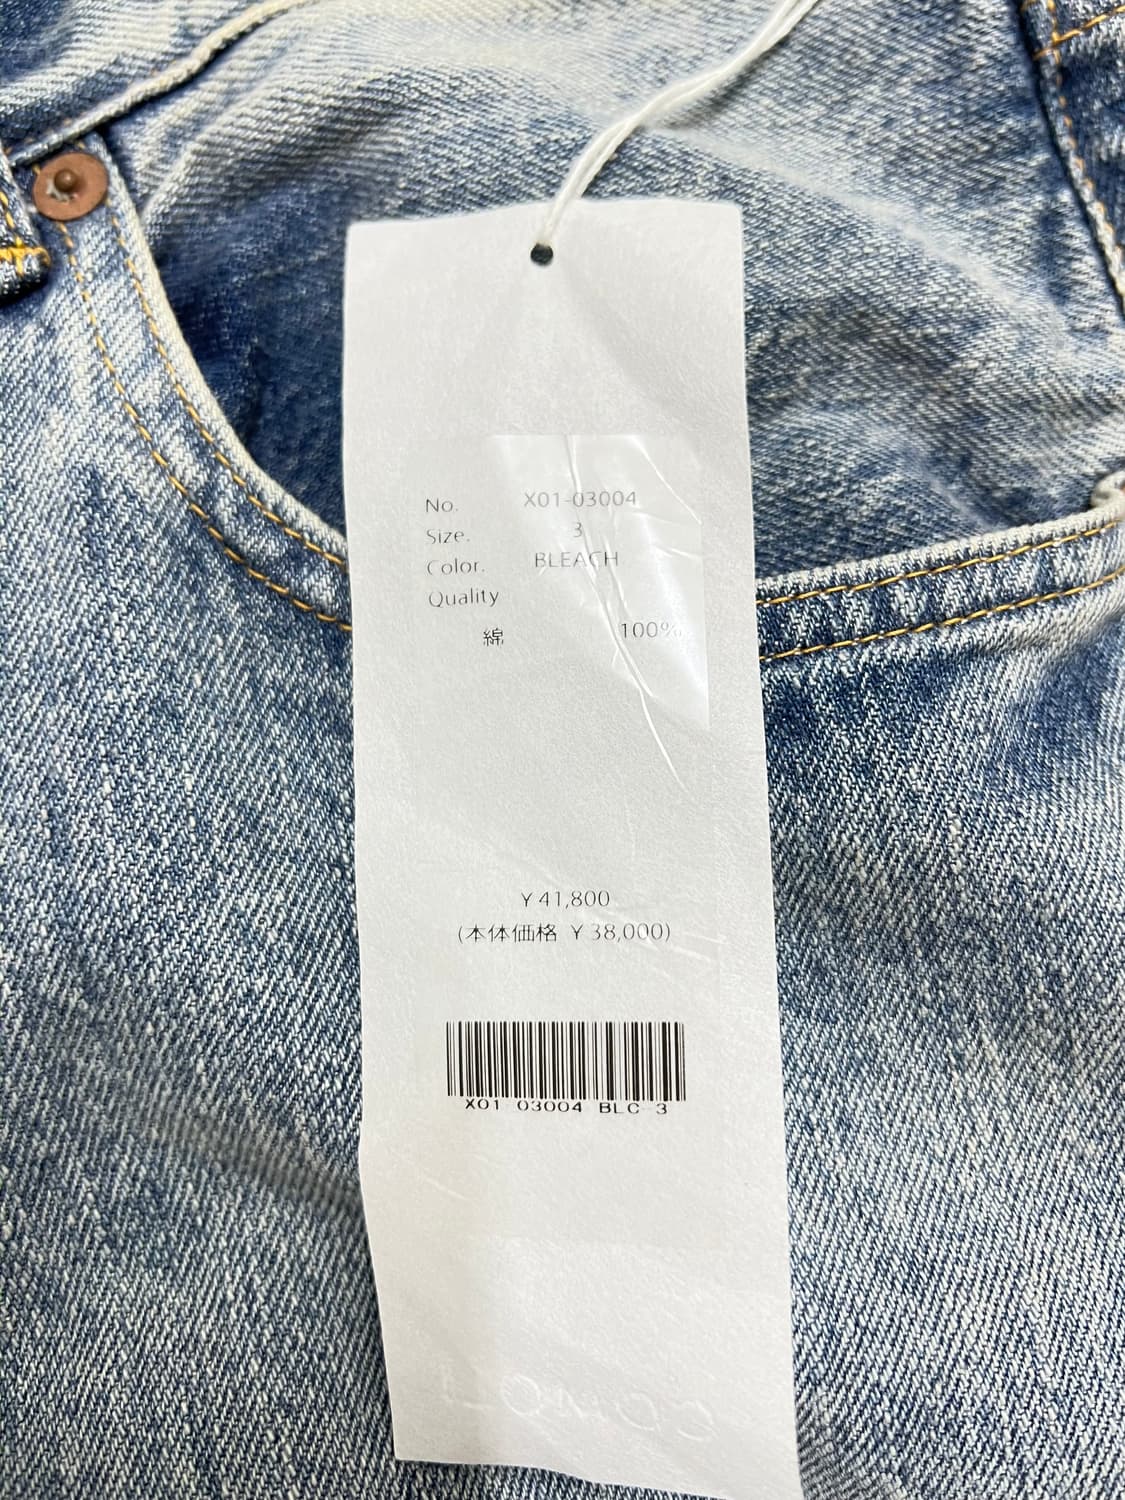 No. X01-03004
Size. 3
Color. BLEACH
Quality
綿 100%
¥41,800
(本体価格 ¥38,000)
X01-03004 BLC-3
COMOLI